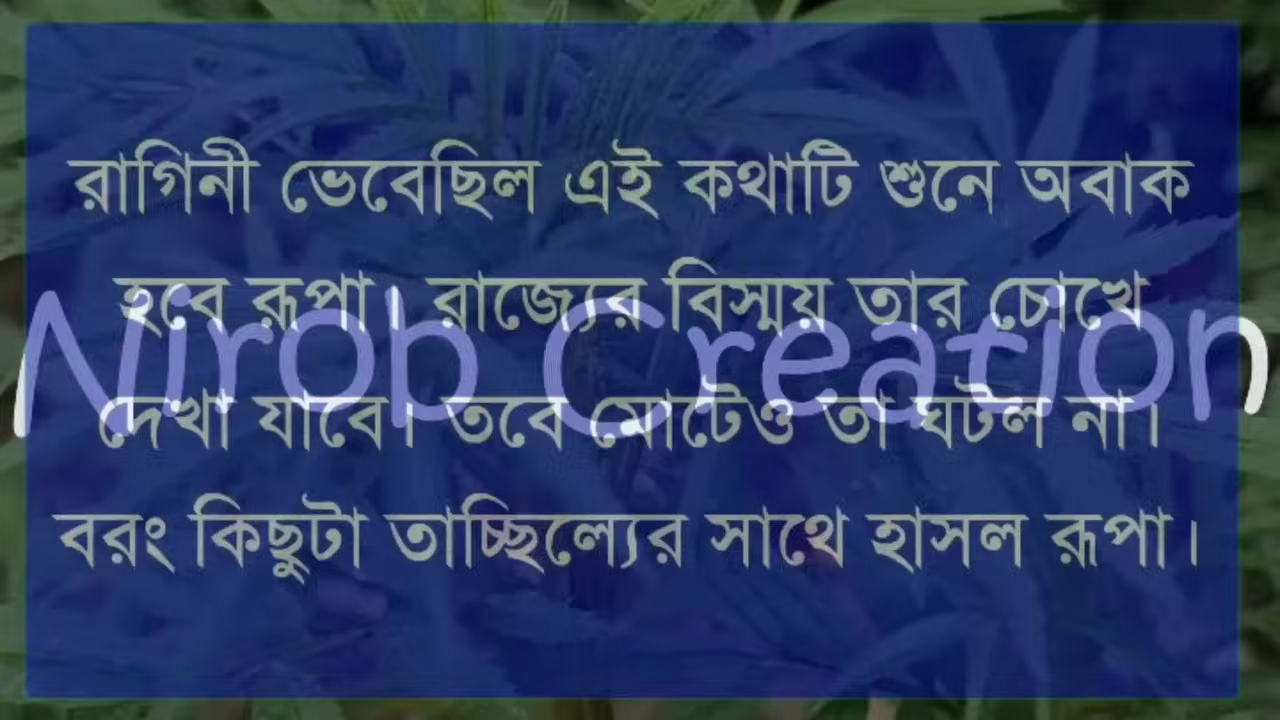 রাগিনী ভেবেছিল এই কথাটি শুনে অবাক
হবে রূপা। রাজ্যের বিস্ময় তার চোখে
Nirob Creation
দেখা যাবে। তবে মোটেও তা ঘটল না।
বরং কিছুটা তাচ্ছিল্যের সাথে হাসল রূপা।